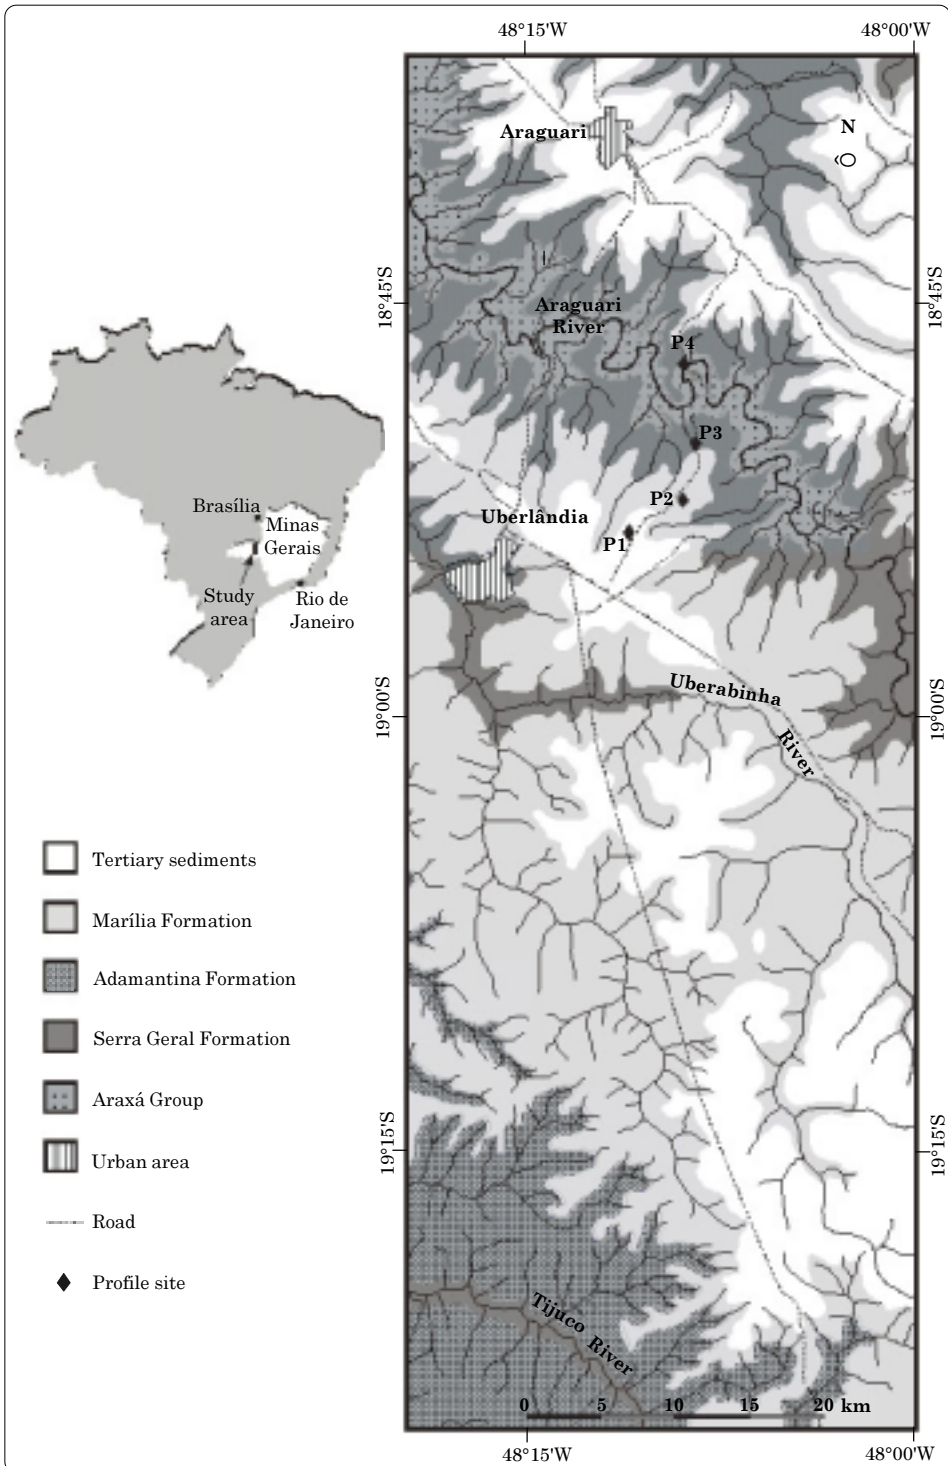 48°15'W
48°00'W
Araguari
N
18°45'S
18°45'S
Araguari
River
P4
P3
P2
P1
Uberlândia
Brasília
Minas
Gerais
Study
area
Rio de
Janeiro
Uberabinha
River
19°00'S
19°00'S
Tertiary sediments
Marília Formation
Adamantina Formation
Serra Geral Formation
Araxá Group
Urban area
Road
Profile site
19°15'S
19°15'S
Tijuco River
0 5 10 15 20 km
48°15'W
48°00'W